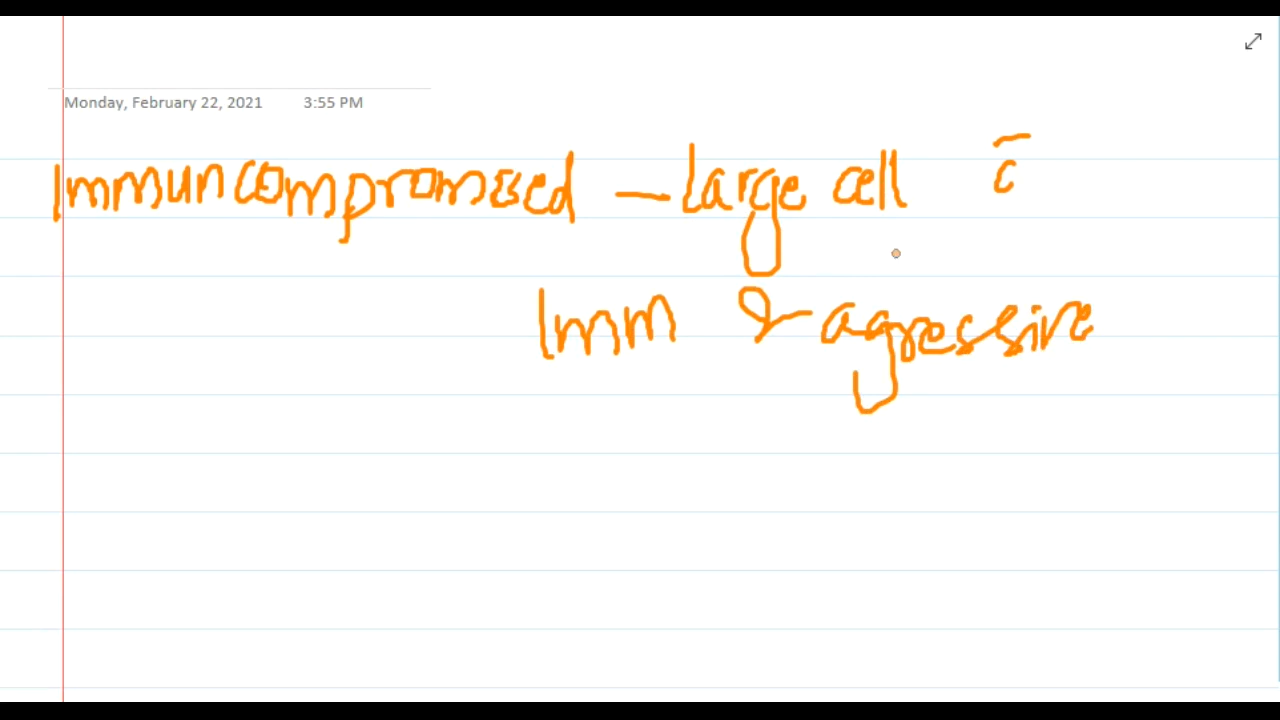 Monday, February 22, 2021 3:55 PM
Immuncompromised — Large cell c̄
Imm & agressive